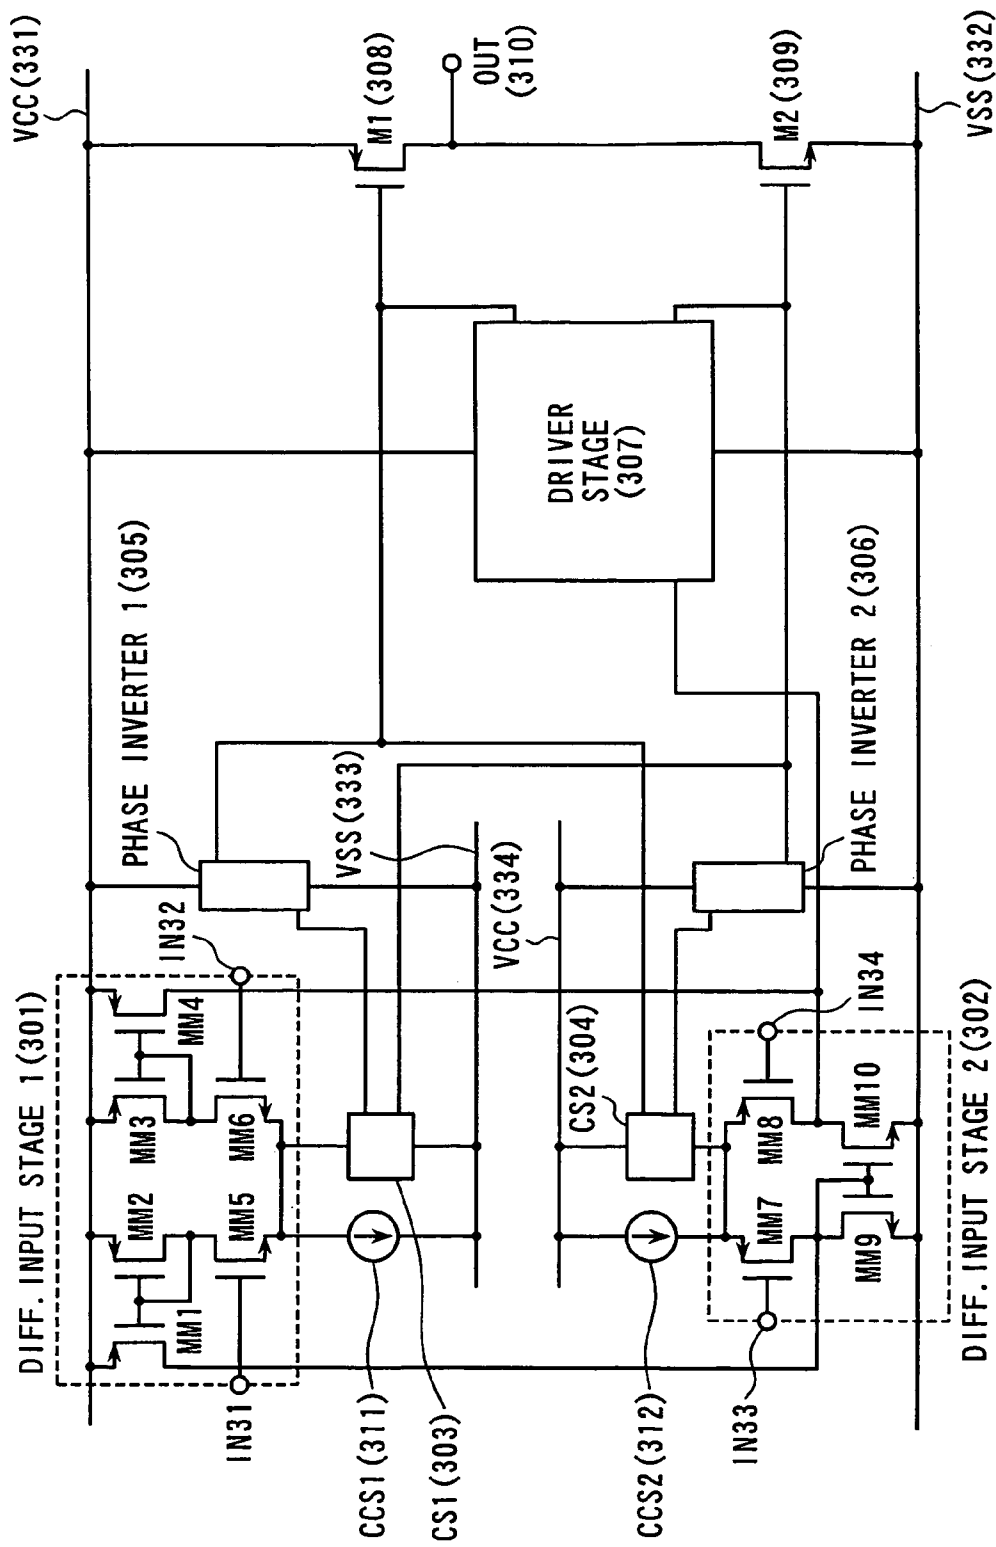 VCC(331)
DIFF. INPUT STAGE 1(301)
PHASE INVERTER 1(305)
MM1
MM2
MM3
MM4
MM5
MM6
IN31
IN32
M1(308)
VSS(333)
CCS1(311)
CS1(303)
DRIVER
STAGE
(307)
OUT
(310)
VCC(334)
CS2(304)
CCS2(312)
IN33
IN34
MM7
MM8
MM9
MM10
M2(309)
PHASE INVERTER 2(306)
DIFF. INPUT STAGE 2(302)
VSS(332)